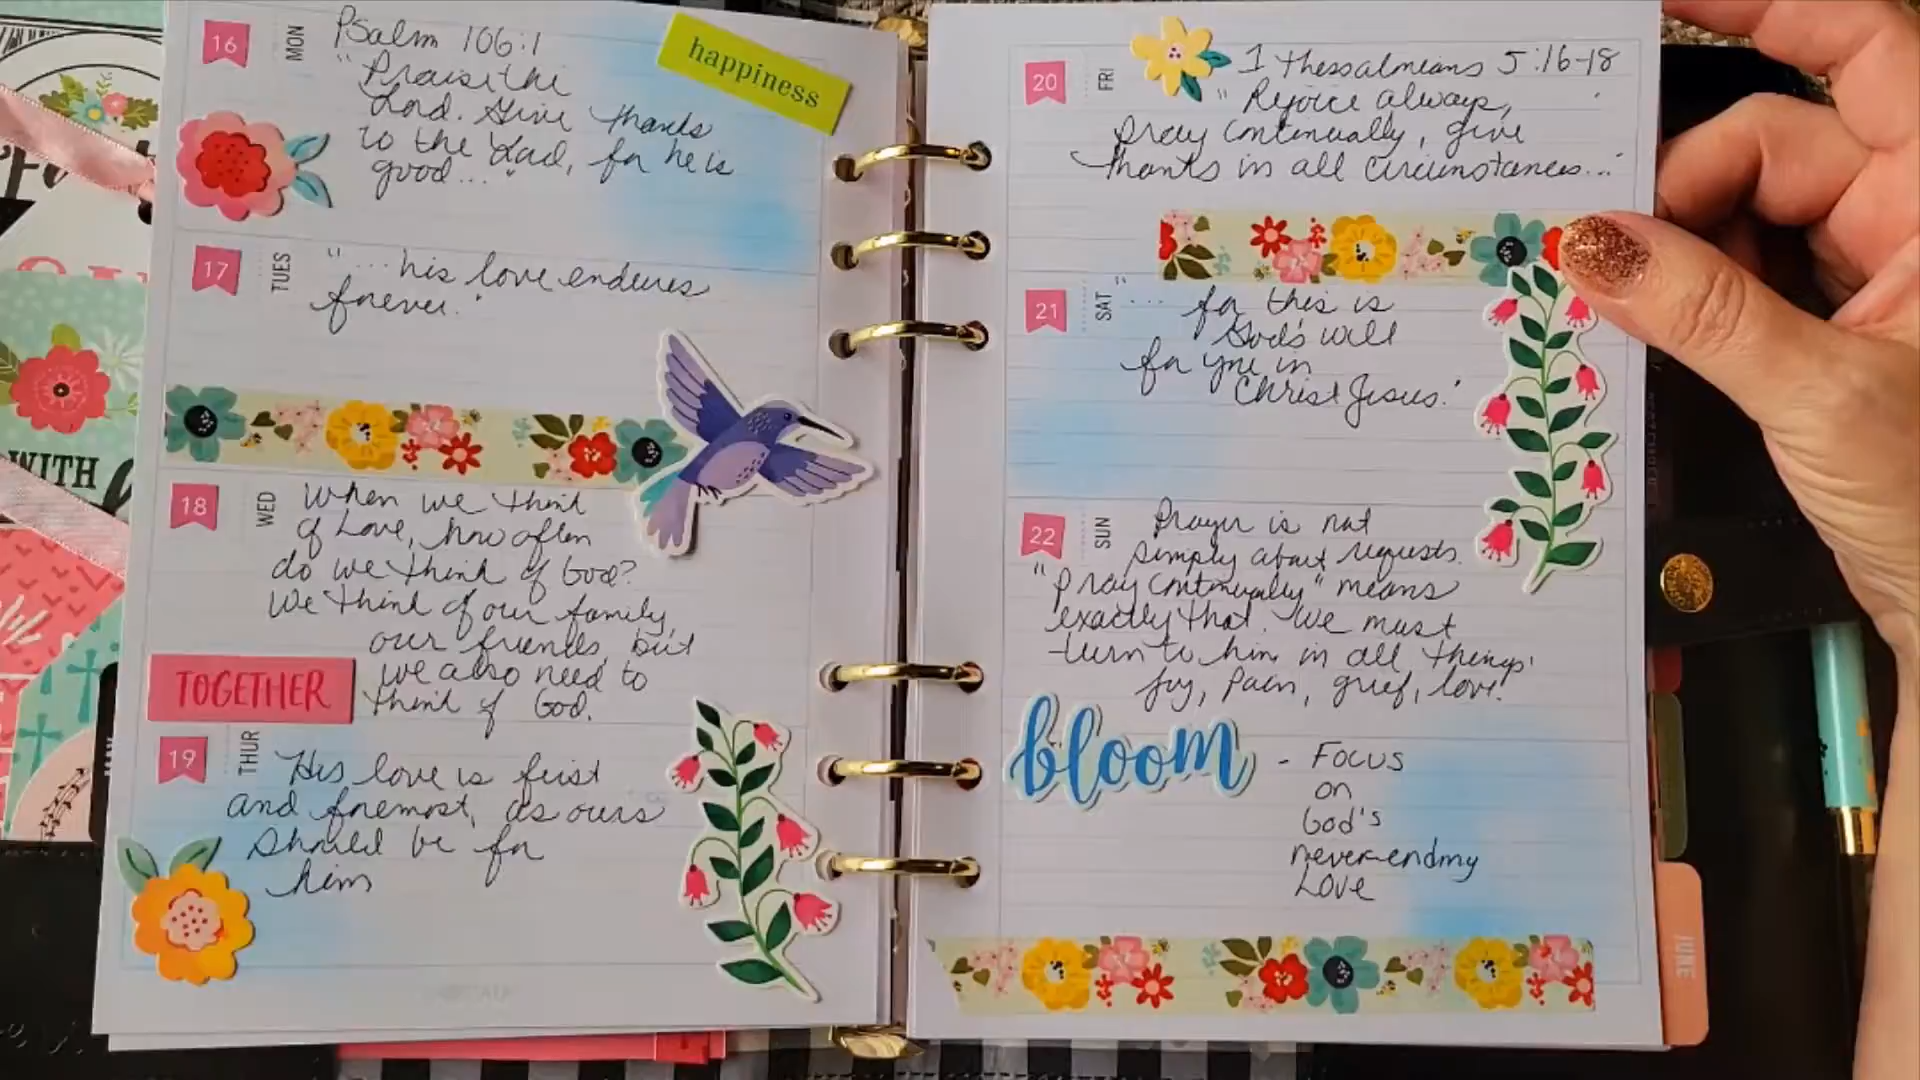 16
MON
Psalm 106:1
happiness
"Praise the
Lord. Give thanks
to the Lord, for he is
good..."
17
TUES
"... his love endures
forever."
18
WED
When we think
of Love, how often
do we think of God?
We think of our family,
our friends, but
we also need to
think of God.
TOGETHER
19
THUR
His love is first
and foremost, as ours
should be for
him
20
FRI
1 Thessalonians 5:16-18
"Rejoice always,
pray continually, give
thanks in all circumstances..."
21
SAT
"... for this is
God's will
for you in
Christ Jesus."
22
SUN
Prayer is not
simply about requests.
"Pray continually" means
exactly that. We must
turn to him in all things:
joy, pain, grief, love.
bloom - FOCUS
on
God's
never-ending
Love
WITH
JUNE